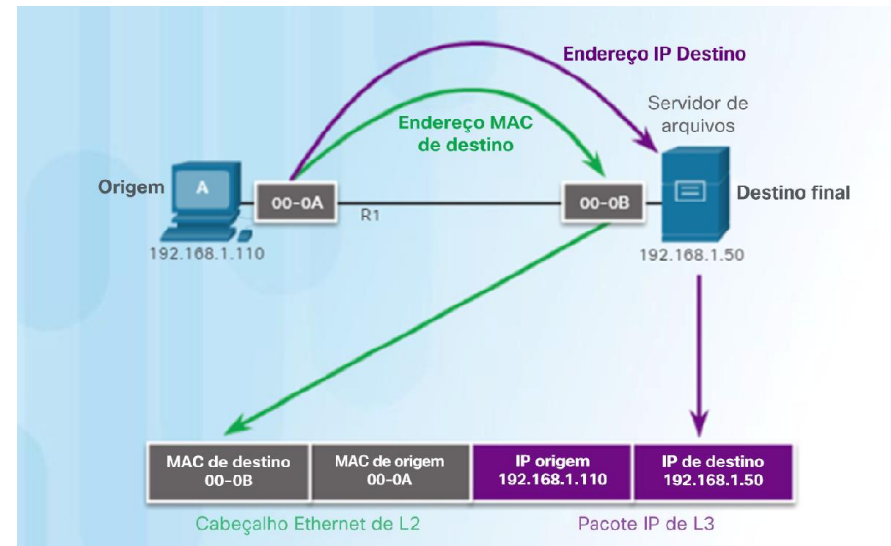 Endereço IP Destino
Servidor de
arquivos
Endereço MAC
de destino
Origem
A
00-0A
R1
00-0B
Destino final
192.168.1.110
192.168.1.50
MAC de destino
00-0B
MAC de origem
00-0A
IP origem
192.168.1.110
IP de destino
192.168.1.50
Cabeçalho Ethernet de L2
Pacote IP de L3